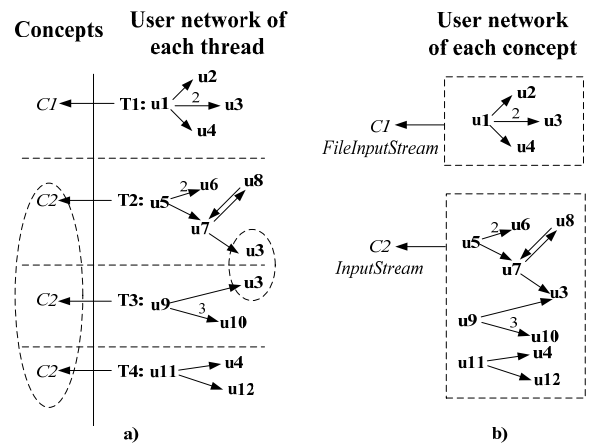 Concepts
User network of
each thread
C1
T1:
u1
u2
2
u3
u4
C2
T2:
u5
2
u6
u8
u7
u3
C2
T3:
u9
u3
3
u10
C2
T4:
u11
u4
u12
a)
User network
of each concept
C1
FileInputStream
u1
u2
2
u3
u4
C2
InputStream
u5
2
u6
u8
u7
u3
u9
3
u10
u11
u4
u12
b)